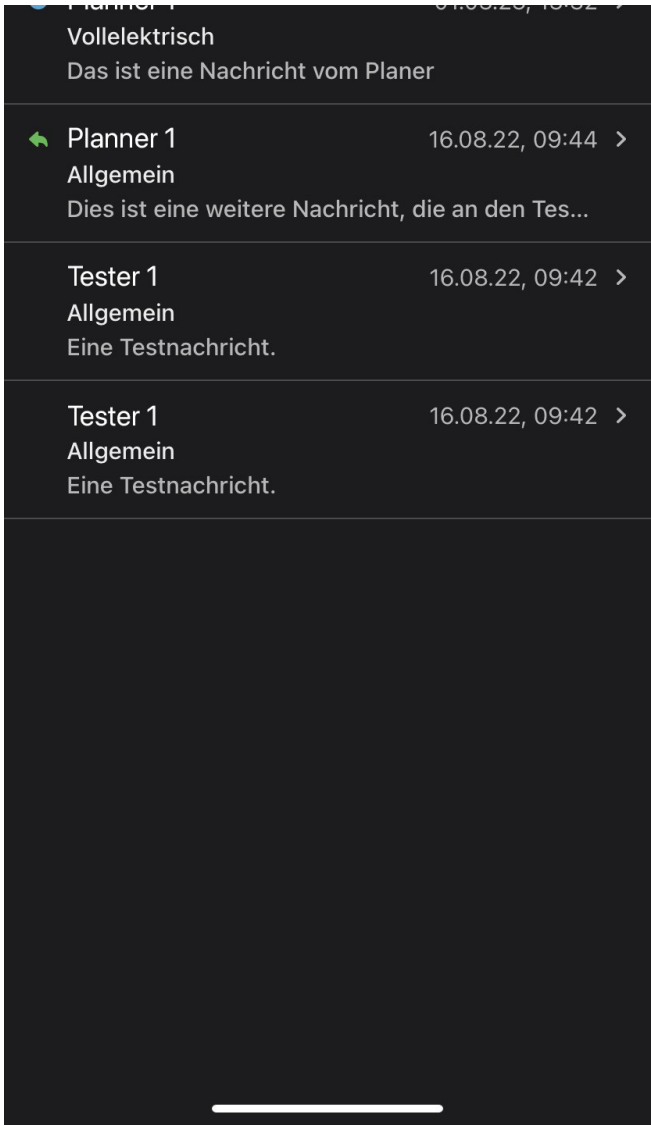 Vollelektrisch
Das ist eine Nachricht vom Planer
Planner 1 16.08.22, 09:44
Allgemein
Dies ist eine weitere Nachricht, die an den Tes...
Tester 1 16.08.22, 09:42
Allgemein
Eine Testnachricht.
Tester 1 16.08.22, 09:42
Allgemein
Eine Testnachricht.